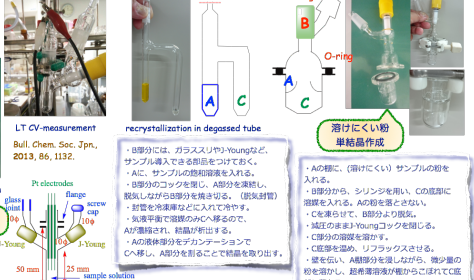 B
O-ring
A
C
A
C
LT CV-measurement
Bull. Chem. Soc. Jpn.,
2013, 86, 1132.
recrystallization in degassed tube
溶けにくい粉
単結晶作成
Pt electrodes
glass
joint
flange
screw
cap
10φ
10φ
J-Young
J-Young
50 mm
25 mm
sample solution
・B部分には、ガラススリやJ-Youngなど、
サンプル導入できる部品をつけておく。
・Aに、サンプルの飽和溶液を入れる。
・B部分のコックを閉じ、A部分を凍結し、
脱気しながらB部分を焼き切る。（脱気封管）
・封管を冷凍庫などに入れて冷やす。
・気液平衡で溶媒のみCへ移るので、
Aが濃縮され、結晶が析出する。
・Aの液体部分をデカンテーションで
Cへ移し、A部分を割ることで結晶を取り出す。
・Aの棚に、(溶けにくい）サンプルの粉を
入れる。
・B部分から、シリンジを用い、Cの底部に
溶媒を入れる。Aの粉を落とさない。
・Cを凍らせて、B部分より脱気。
・減圧のままJ-Youngコックを閉じる。
・C部分の溶媒を溶かす。
・C底部を温め、リフラックスさせる。
・壁を伝い、A棚部分を浸しながら、微少量の
粉を溶かし、超希薄溶液が棚からこぼれてCに